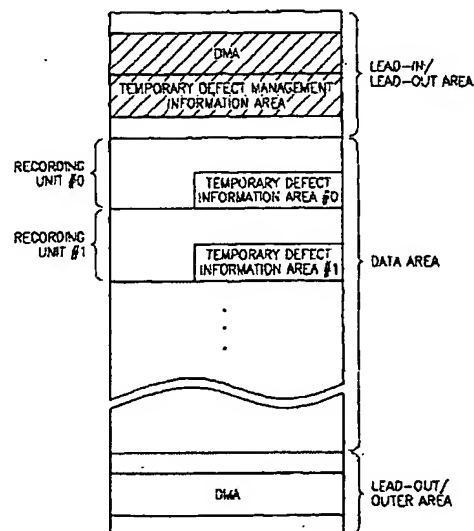 DMA
TEMPORARY DEFECT MANAGEMENT
INFORMATION AREA
LEAD-IN/
LEAD-OUT AREA
RECORDING
UNIT #0
TEMPORARY DEFECT
INFORMATION AREA #0
RECORDING
UNIT #1
TEMPORARY DEFECT
INFORMATION AREA #1
DATA AREA
DMA
LEAD-OUT/
OUTER AREA